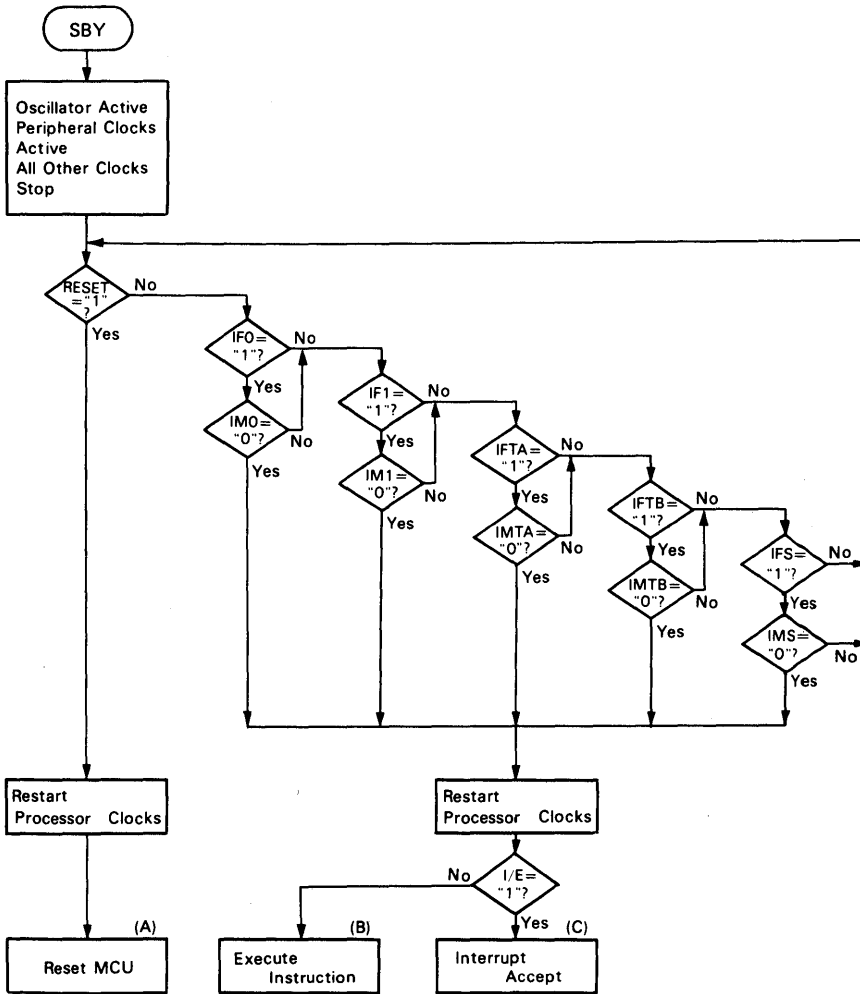 SBY
Oscillator Active
Peripheral Clocks
Active
All Other Clocks
Stop
RESET
="1"
?
No
Yes
IF0=
"1"?
No
Yes
IM0=
"0"?
No
Yes
IF1=
"1"?
No
Yes
IM1=
"0"?
No
Yes
IFTA=
"1"?
No
Yes
IMTA=
"0"?
No
Yes
IFTB=
"1"?
No
Yes
IMTB=
"0"?
No
Yes
IFS=
"1"?
No
Yes
IMS=
"0"?
No
Yes
Restart
Processor Clocks
Restart
Processor Clocks
I/E=
"1"?
No
Yes
(A)
Reset MCU
(B)
Execute
Instruction
(C)
Interrupt
Accept